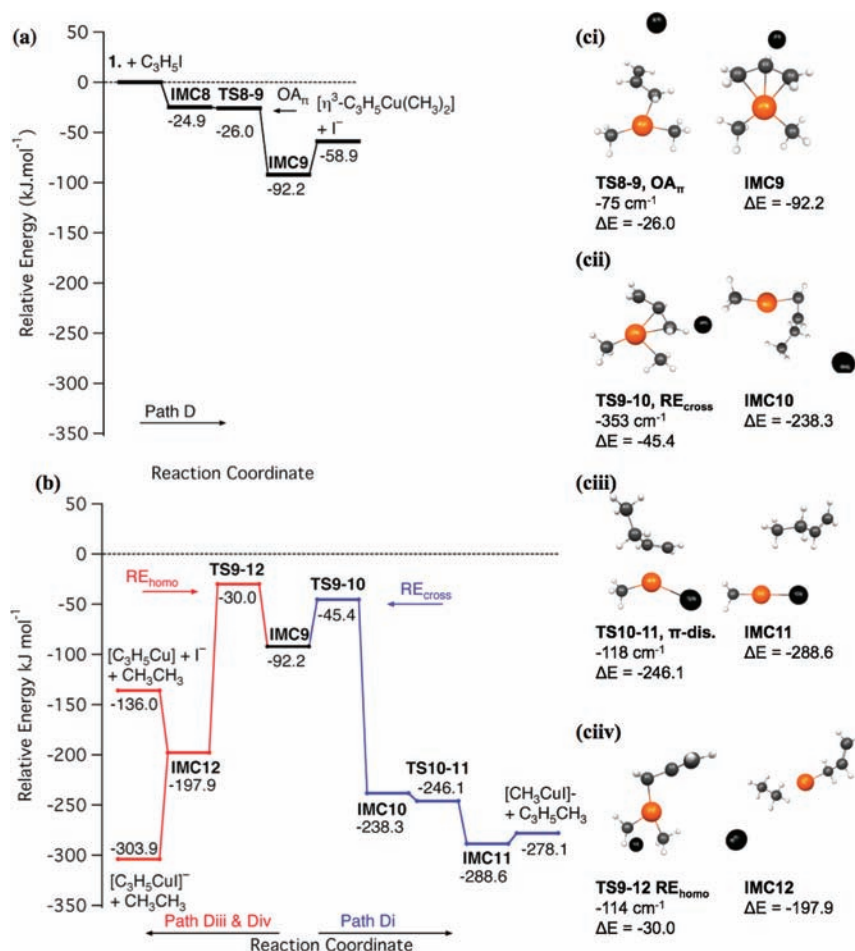 (a)
50
0
-50
-100
-150
-200
-250
-300
-350
Relative Energy (kJ.mol⁻¹)
1. + C₃H₅I
IMC8
-24.9
TS8-9
-26.0
OAπ
[η³-C₃H₅Cu(CH₃)₂]
+ I⁻
-58.9
IMC9
-92.2
Path D
Reaction Coordinate
(b)
50
0
-50
-100
-150
-200
-250
-300
-350
Relative Energy kJ mol⁻¹
TS9-12
-30.0
REhomo
TS9-10
-45.4
REcross
IMC9
-92.2
[C₃H₅Cu] + I⁻
+ CH₃CH₃
-136.0
IMC12
-197.9
-303.9
[C₃H₅CuI]⁻
+ CH₃CH₃
TS10-11
-246.1
IMC10
-238.3
[CH₃CuI]-
+ C₃H₅CH₃
-278.1
IMC11
-288.6
Path Diii & Div
Path Di
Reaction Coordinate
(ci)
TS8-9, OAπ
-75 cm⁻¹
ΔE = -26.0
IMC9
ΔE = -92.2
(cii)
TS9-10, REcross
-353 cm⁻¹
ΔE = -45.4
IMC10
ΔE = -238.3
(ciii)
TS10-11, π-dis.
-118 cm⁻¹
ΔE = -246.1
IMC11
ΔE = -288.6
(ciiv)
TS9-12 REhomo
-114 cm⁻¹
ΔE = -30.0
IMC12
ΔE = -197.9